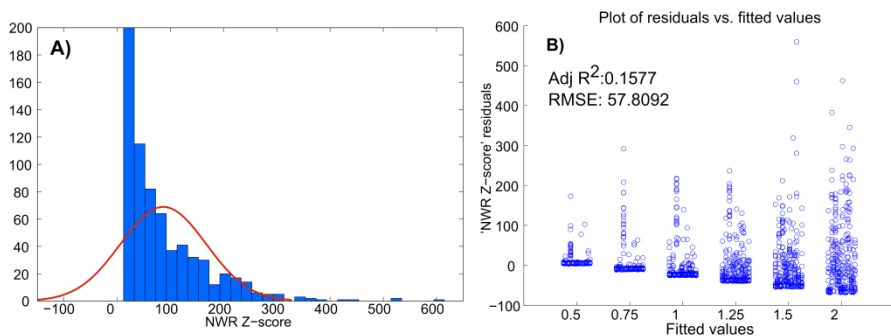 A)
200
180
160
140
120
100
80
60
40
20
0
−100 0 100 200 300 400 500 600
NWR Z-score
Plot of residuals vs. fitted values
B)
Adj R²:0.1577
RMSE: 57.8092
'NWR Z−score' residuals
600
500
400
300
200
100
0
−100
0.5 0.75 1 1.25 1.5 2
Fitted values